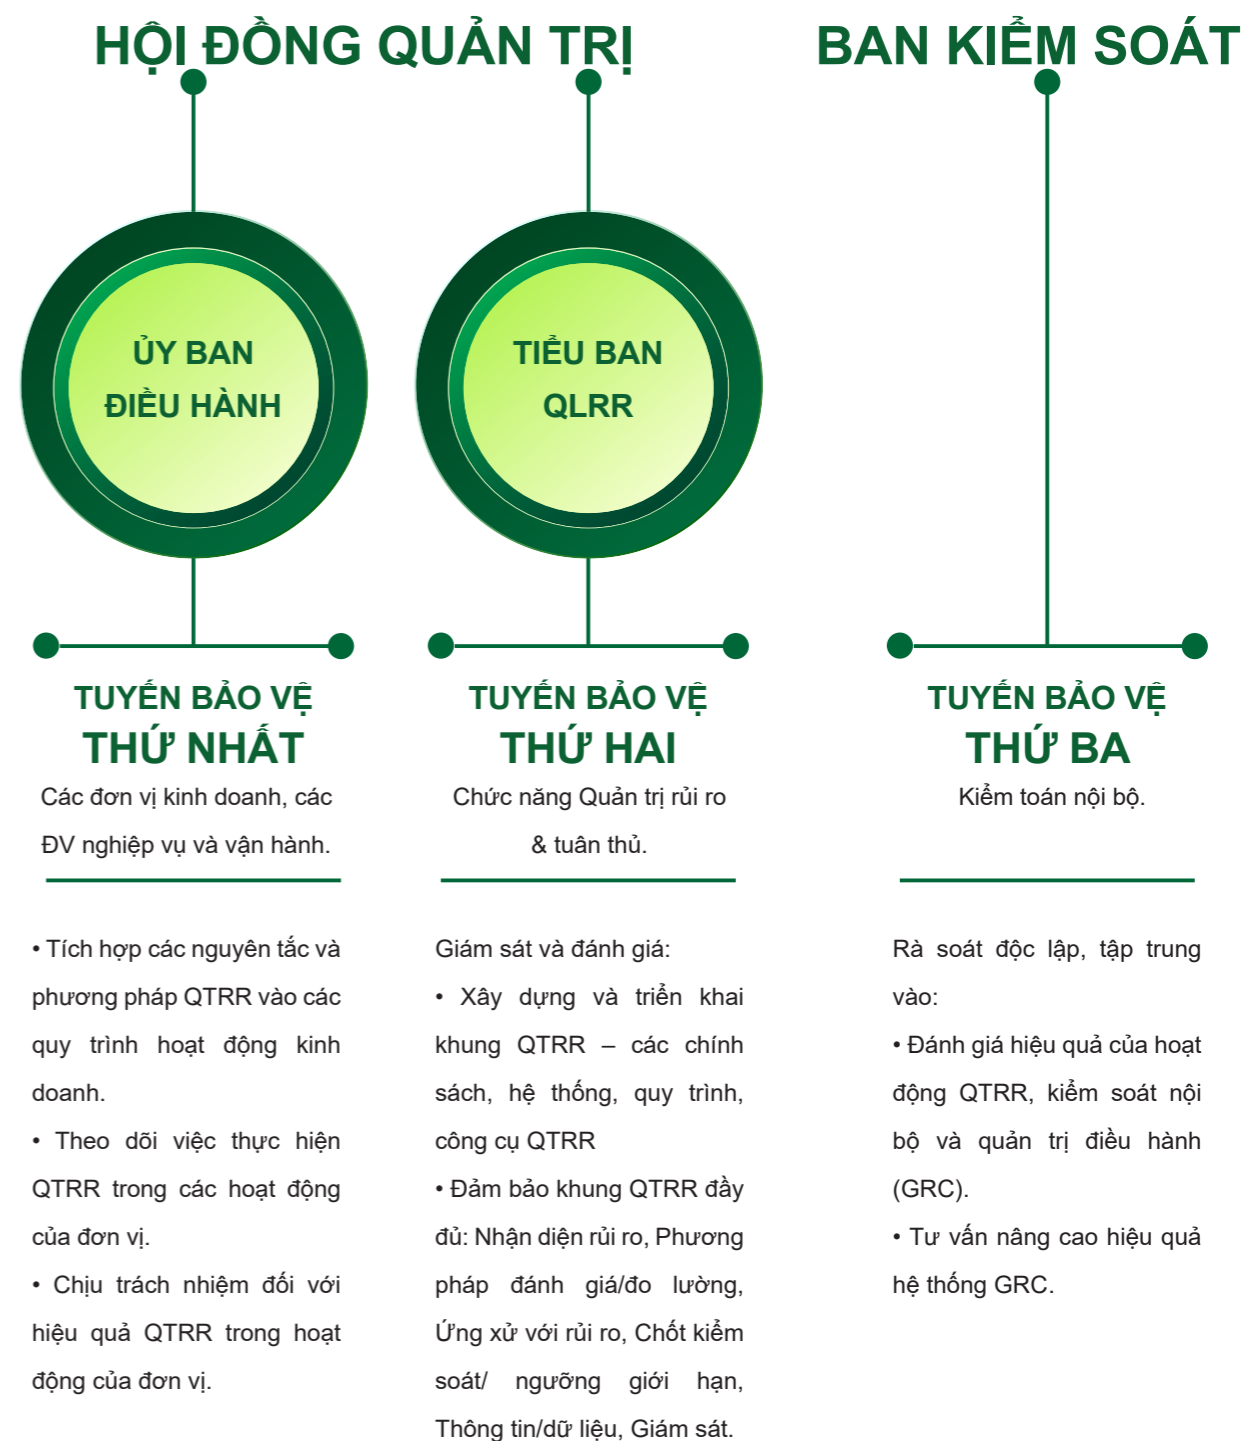 HỘI ĐỒNG QUẢN TRỊ
BAN KIỂM SOÁT
ỦY BAN
ĐIỀU HÀNH
TIỂU BAN
QLRR
TUYẾN BẢO VỆ
THỨ NHẤT
Các đơn vị kinh doanh, các
ĐV nghiệp vụ và vận hành.
• Tích hợp các nguyên tắc và
phương pháp QTRR vào các
quy trình hoạt động kinh
doanh.
• Theo dõi việc thực hiện
QTRR trong các hoạt động
của đơn vị.
• Chịu trách nhiệm đối với
hiệu quả QTRR trong hoạt
động của đơn vị.
TUYẾN BẢO VỆ
THỨ HAI
Chức năng Quản trị rủi ro
& tuân thủ.
Giám sát và đánh giá:
• Xây dựng và triển khai
khung QTRR – các chính
sách, hệ thống, quy trình,
công cụ QTRR
• Đảm bảo khung QTRR đầy
đủ: Nhận diện rủi ro, Phương
pháp đánh giá/đo lường,
Ứng xử với rủi ro, Chốt kiểm
soát/ ngưỡng giới hạn,
Thông tin/dữ liệu, Giám sát.
TUYẾN BẢO VỆ
THỨ BA
Kiểm toán nội bộ.
Rà soát độc lập, tập trung
vào:
• Đánh giá hiệu quả của hoạt
động QTRR, kiểm soát nội
bộ và quản trị điều hành
(GRC).
• Tư vấn nâng cao hiệu quả
hệ thống GRC.